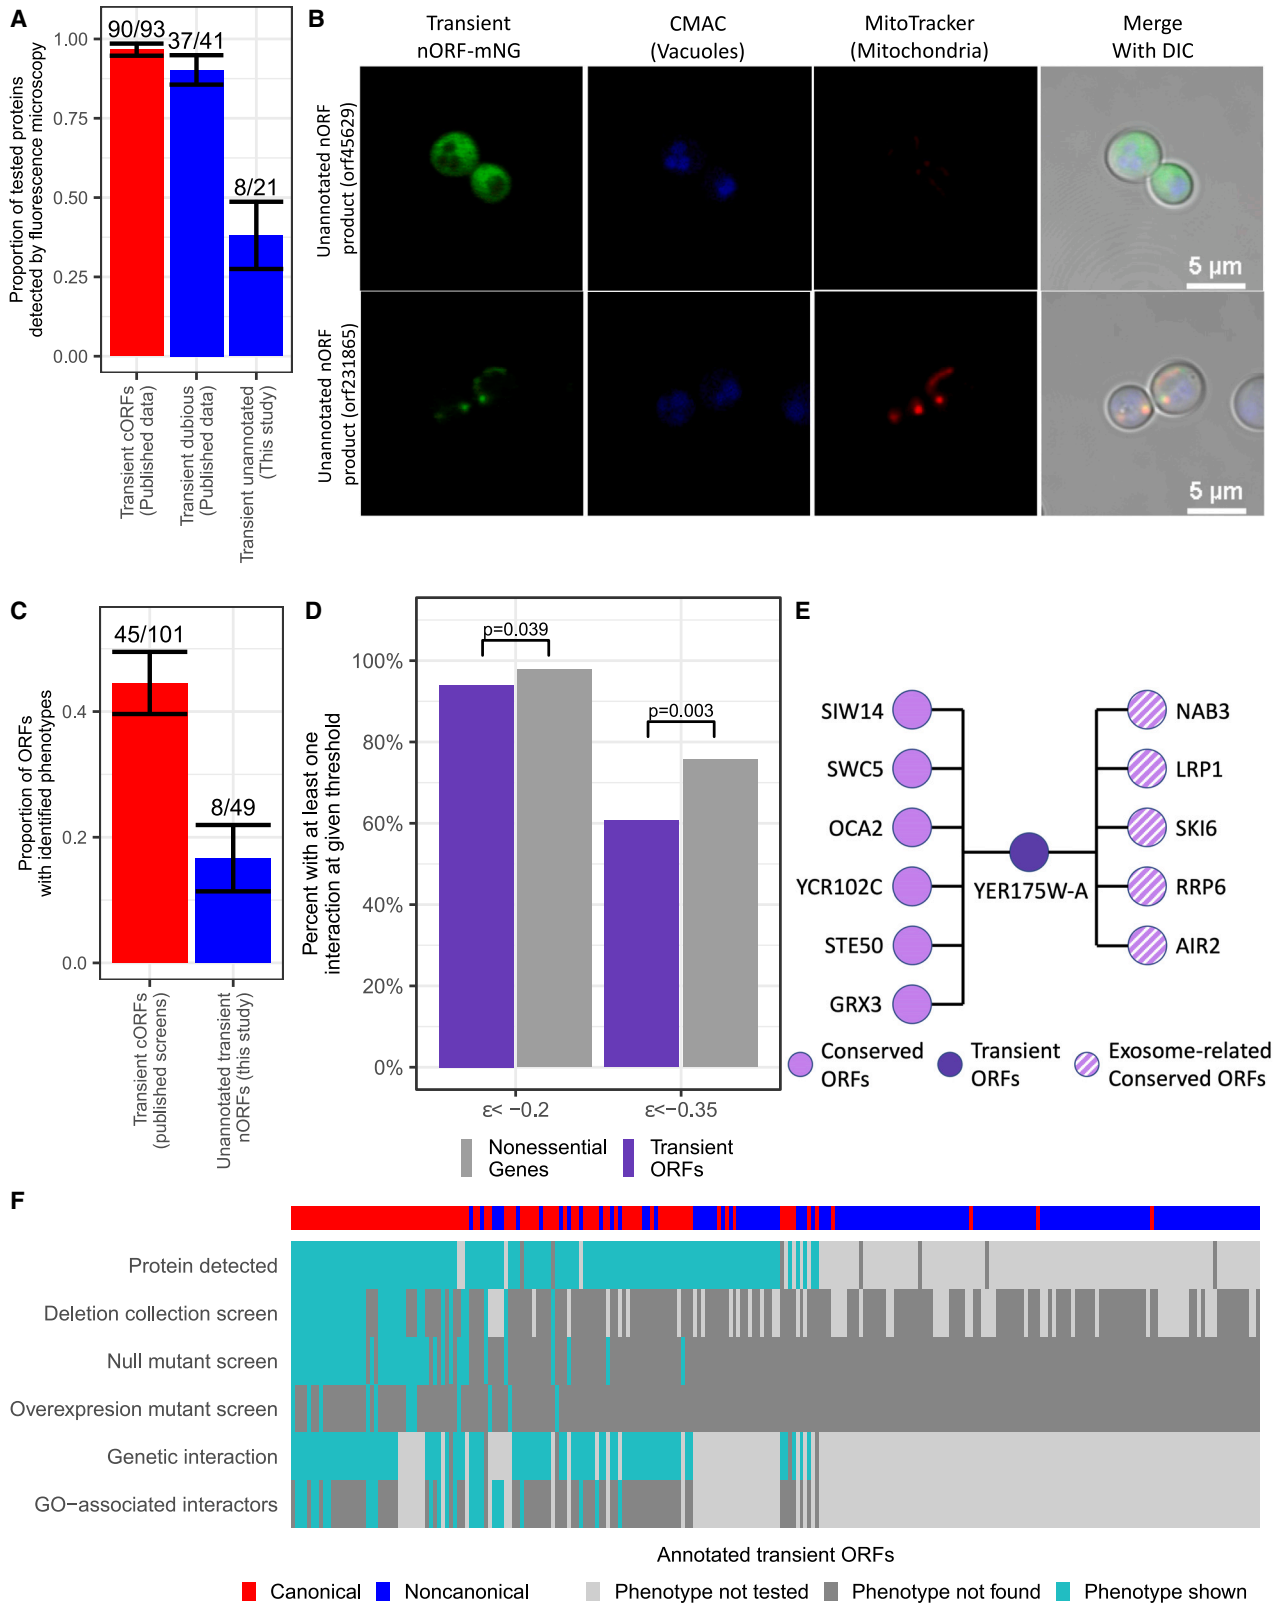 A
90/93
37/41
8/21
1.00
0.75
0.50
0.25
0.00
Proportion of tested proteins
detected by fluorescence microscopy
Transient cORFs
(Published data)
Transient dubious
(Published data)
Transient unannotated
(This study)
B
Transient
nORF-mNG
CMAC
(Vacuoles)
MitoTracker
(Mitochondria)
Merge
With DIC
Unannotated nORF
product (orf45629)
5 µm
Unannotated nORF
product (orf231865)
5 µm
C
45/101
8/49
0.4
0.2
0.0
Proportion of ORFs
with identified phenotypes
Transient cORFs
(published screens)
Unannotated transient
nORFs (this study)
D
p=0.039
p=0.003
100%
80%
60%
40%
20%
0%
Percent with at least one
interaction at given threshold
ε< −0.2
ε<−0.35
Nonessential
Genes
Transient
ORFs
E
SIW14
SWC5
OCA2
YCR102C
STE50
GRX3
YER175W-A
NAB3
LRP1
SKI6
RRP6
AIR2
Conserved
ORFs
Transient
ORFs
Exosome-related
Conserved ORFs
F
Protein detected
Deletion collection screen
Null mutant screen
Overexpresion mutant screen
Genetic interaction
GO−associated interactors
Annotated transient ORFs
Canonical
Noncanonical
Phenotype not tested
Phenotype not found
Phenotype shown